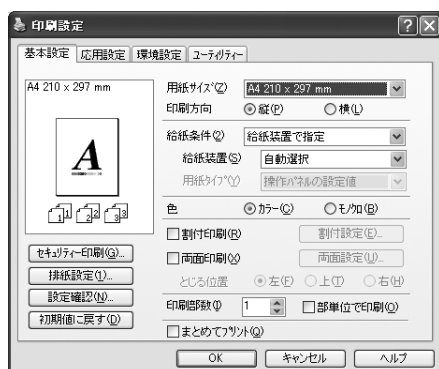 印刷設定
基本設定 応用設定 環境設定 ユーティリティー
A4 210 x 297 mm
A
1 1 2 2 3 3
セキュリティー印刷(G)...
排紙設定(1)...
設定確認(N)...
初期値に戻す(D)
用紙サイズ(Z) A4 210 x 297 mm
印刷方向 縦(P) 横(L)
給紙条件(2) 給紙装置で指定
給紙装置(S) 自動選択
用紙タイプ(Y) 操作パネルの設定値
色 カラー(C) モノクロ(B)
割付印刷(R) 割付設定(E)...
両面印刷(X) 両面設定(U)...
とじる位置 左(F) 上(T) 右(H)
印刷部数(I) 1 部単位で印刷(O)
まとめてプリント(Q)
OK キャンセル ヘルプ